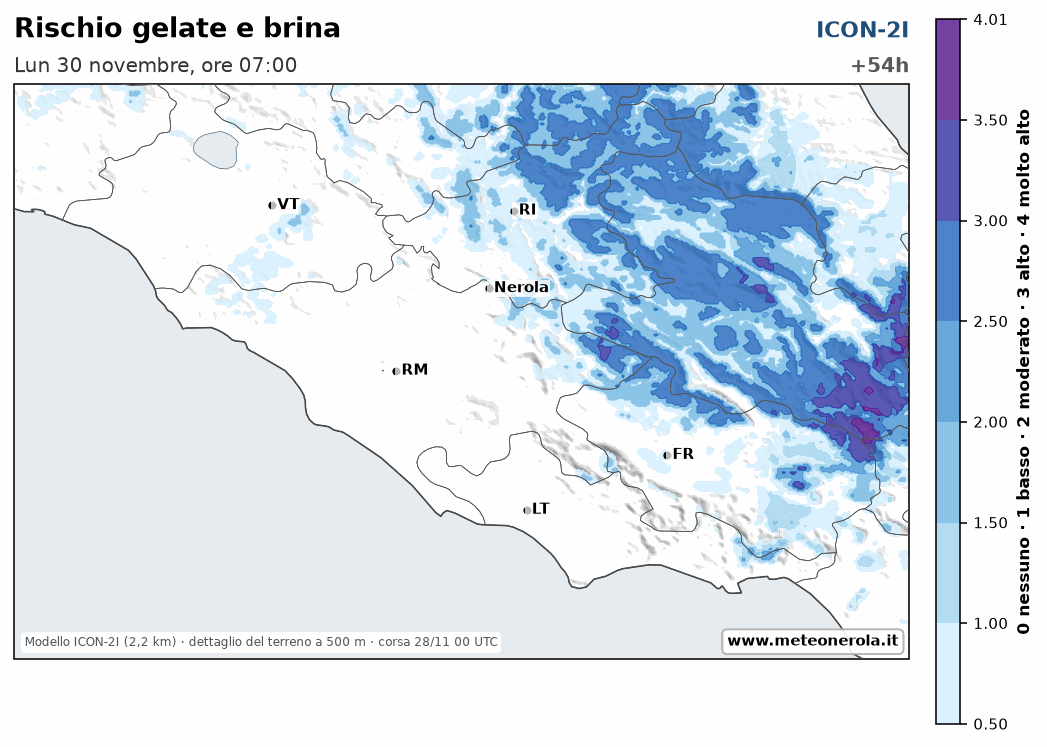 Rischio gelate e brina
ICON-2I
Lun 30 novembre, ore 07:00
+54h
4.01
3.50
3.00
2.50
2.00
1.50
1.00
0.50
0 nessuno · 1 basso · 2 moderato · 3 alto · 4 molto alto
VT
RI
Nerola
RM
FR
LT
Modello ICON-2I (2,2 km) · dettaglio del terreno a 500 m · corsa 28/11 00 UTC
www.meteonerola.it